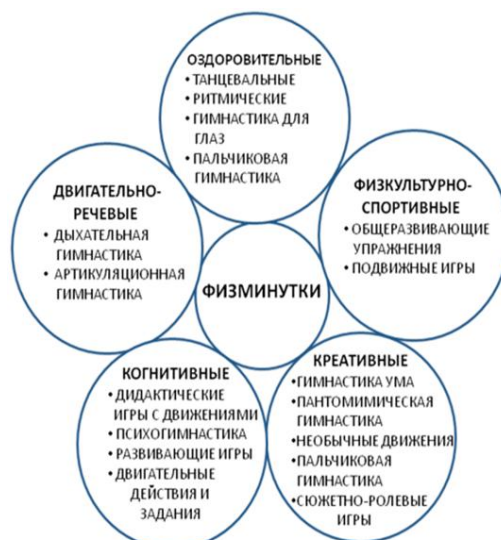 ОЗДОРОВИТЕЛЬНЫЕ
• ТАНЦЕВАЛЬНЫЕ
• РИТМИЧЕСКИЕ
• ГИМНАСТИКА ДЛЯ
ГЛАЗ
• ПАЛЬЧИКОВАЯ
ГИМНАСТИКА
ДВИГАТЕЛЬНО-
РЕЧЕВЫЕ
• ДЫХАТЕЛЬНАЯ
ГИМНАСТИКА
• АРТИКУЛЯЦИОННАЯ
ГИМНАСТИКА
ФИЗКУЛЬТУРНО-
СПОРТИВНЫЕ
• ОБЩЕРАЗВИВАЮЩИЕ
УПРАЖНЕНИЯ
• ПОДВИЖНЫЕ ИГРЫ
ФИЗМИНУТКИ
КОГНИТИВНЫЕ
• ДИДАКТИЧЕСКИЕ
ИГРЫ С ДВИЖЕНИЯМИ
• ПСИХОГИМНАСТИКА
• РАЗВИВАЮЩИЕ ИГРЫ
• ДВИГАТЕЛЬНЫЕ
ДЕЙСТВИЯ И
ЗАДАНИЯ
КРЕАТИВНЫЕ
• ГИМНАСТИКА УМА
• ПАНТОМИМИЧЕСКАЯ
ГИМНАСТИКА
• НЕОБЫЧНЫЕ ДВИЖЕНИЯ
• ПАЛЬЧИКОВАЯ
ГИМНАСТИКА
• СЮЖЕТНО-РОЛЕВЫЕ
ИГРЫ